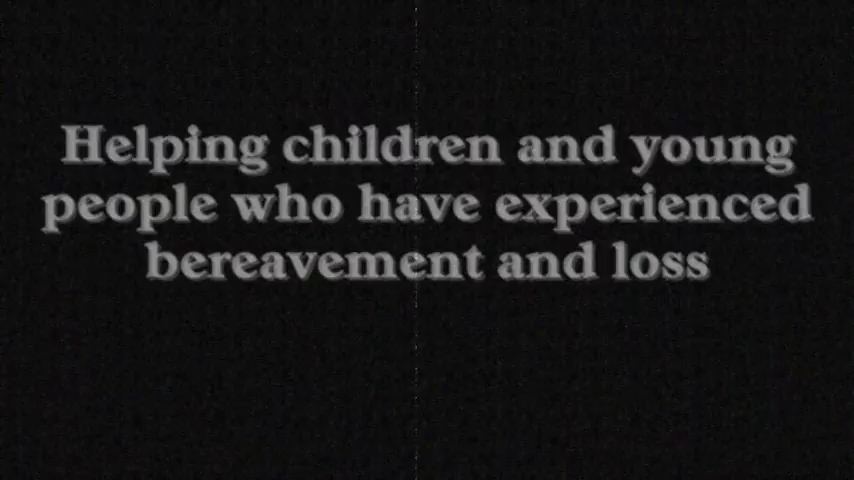 Helping children and young
people who have experienced
bereavement and loss